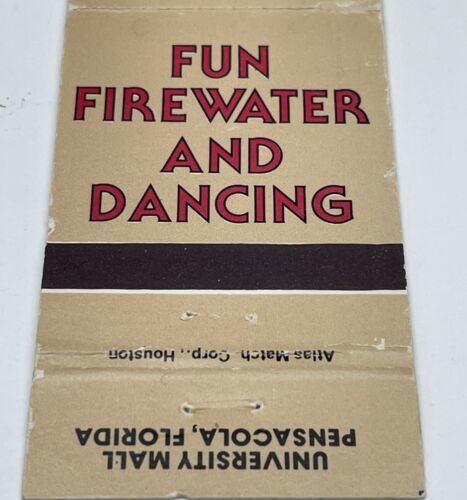 FUN
FIREWATER
AND
DANCING
Atlas Match Corp., Houston
UNIVERSITY MALL
PENSACOLA, FLORIDA